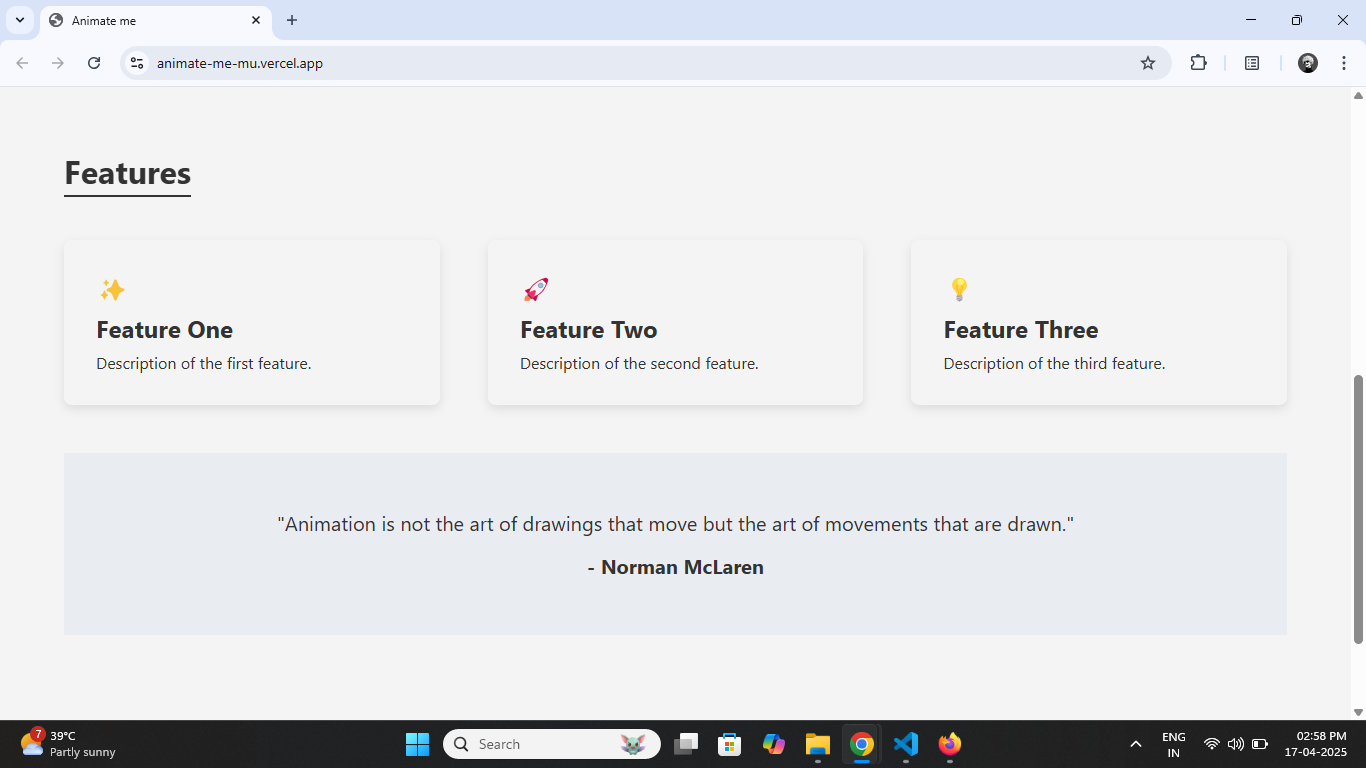 Animate me
animate-me-mu.vercel.app
Features
Feature One
Description of the first feature.
Feature Two
Description of the second feature.
Feature Three
Description of the third feature.
"Animation is not the art of drawings that move but the art of movements that are drawn."
- Norman McLaren
7
39°C
Partly sunny
Search
ENG
IN
02:58 PM
17-04-2025